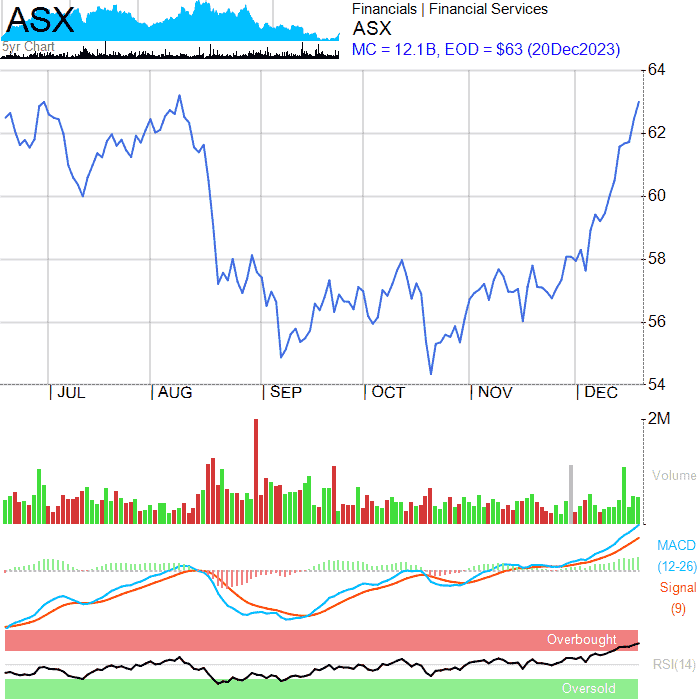 ASX
5yr Chart
Financials | Financial Services
ASX
MC = 12.1B, EOD = $63 (20Dec2023)
64
62
60
58
56
54
| JUL | AUG | SEP | OCT | NOV | DEC
2M
Volume
MACD
(12-26)
Signal
(9)
Overbought
RSI(14)
Oversold